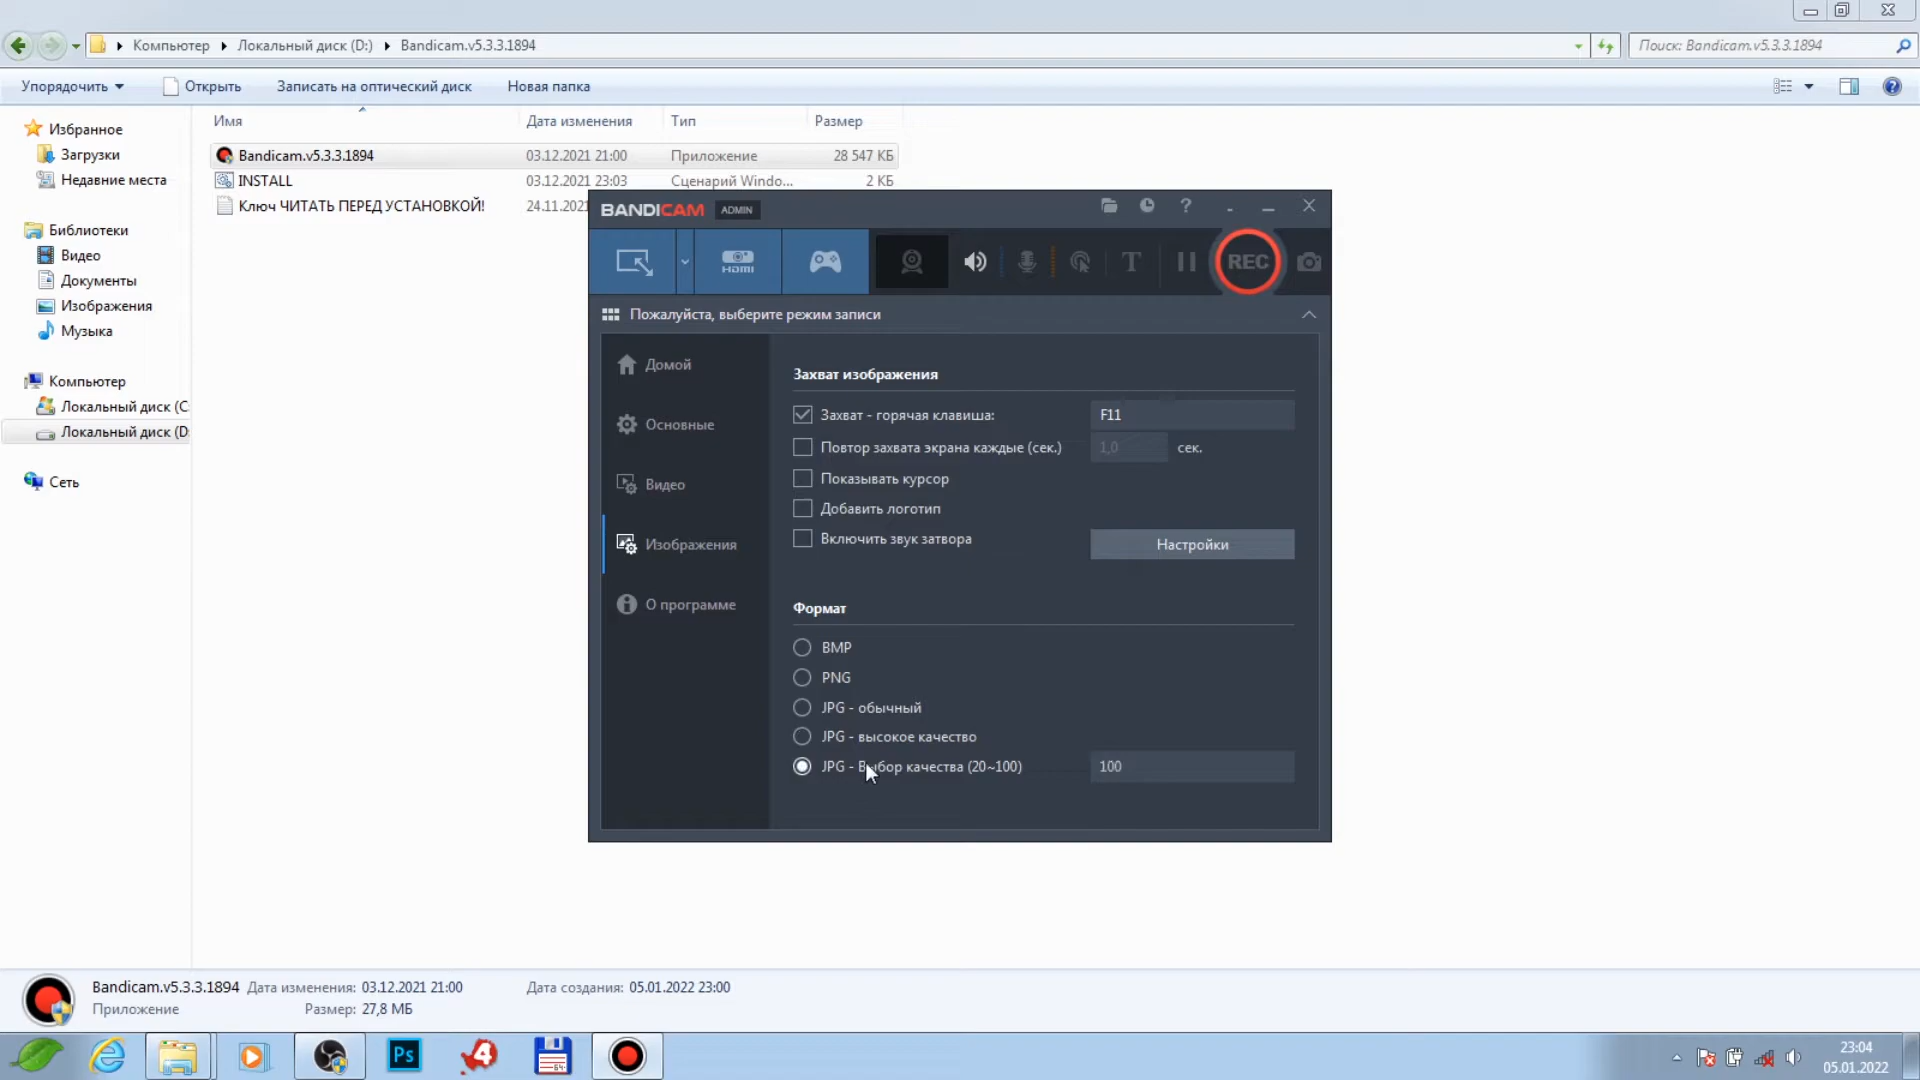 Компьютер
Локальный диск (D:)
Bandicam.v5.3.3.1894
Поиск: Bandicam.v5.3.3.1894
Упорядочить
Открыть
Записать на оптический диск
Новая папка
Избранное
Загрузки
Недавние места
Библиотеки
Видео
Документы
Изображения
Музыка
Компьютер
Локальный диск (C
Локальный диск (D
Сеть
Имя
Дата изменения
Тип
Размер
Bandicam.v5.3.3.1894 03.12.2021 21:00 Приложение 28 547 КБ
INSTALL 03.12.2021 23:03 Сценарий Windo... 2 КБ
Ключ ЧИТАТЬ ПЕРЕД УСТАНОВКОЙ! 24.11.2021
BANDICAM ADMIN
HDMI
T
REC
Пожалуйста, выберите режим записи
Домой
Основные
Видео
Изображения
О программе
Захват изображения
Захват - горячая клавиша: F11
Повтор захвата экрана каждые (сек.) 1,0 сек.
Показывать курсор
Добавить логотип
Включить звук затвора
Настройки
Формат
BMP
PNG
JPG - обычный
JPG - высокое качество
JPG - Выбор качества (20~100) 100
Bandicam.v5.3.3.1894 Дата изменения: 03.12.2021 21:00 Дата создания: 05.01.2022 23:00
Приложение Размер: 27,8 МБ
Ps
4
64
23:04
05.01.2022